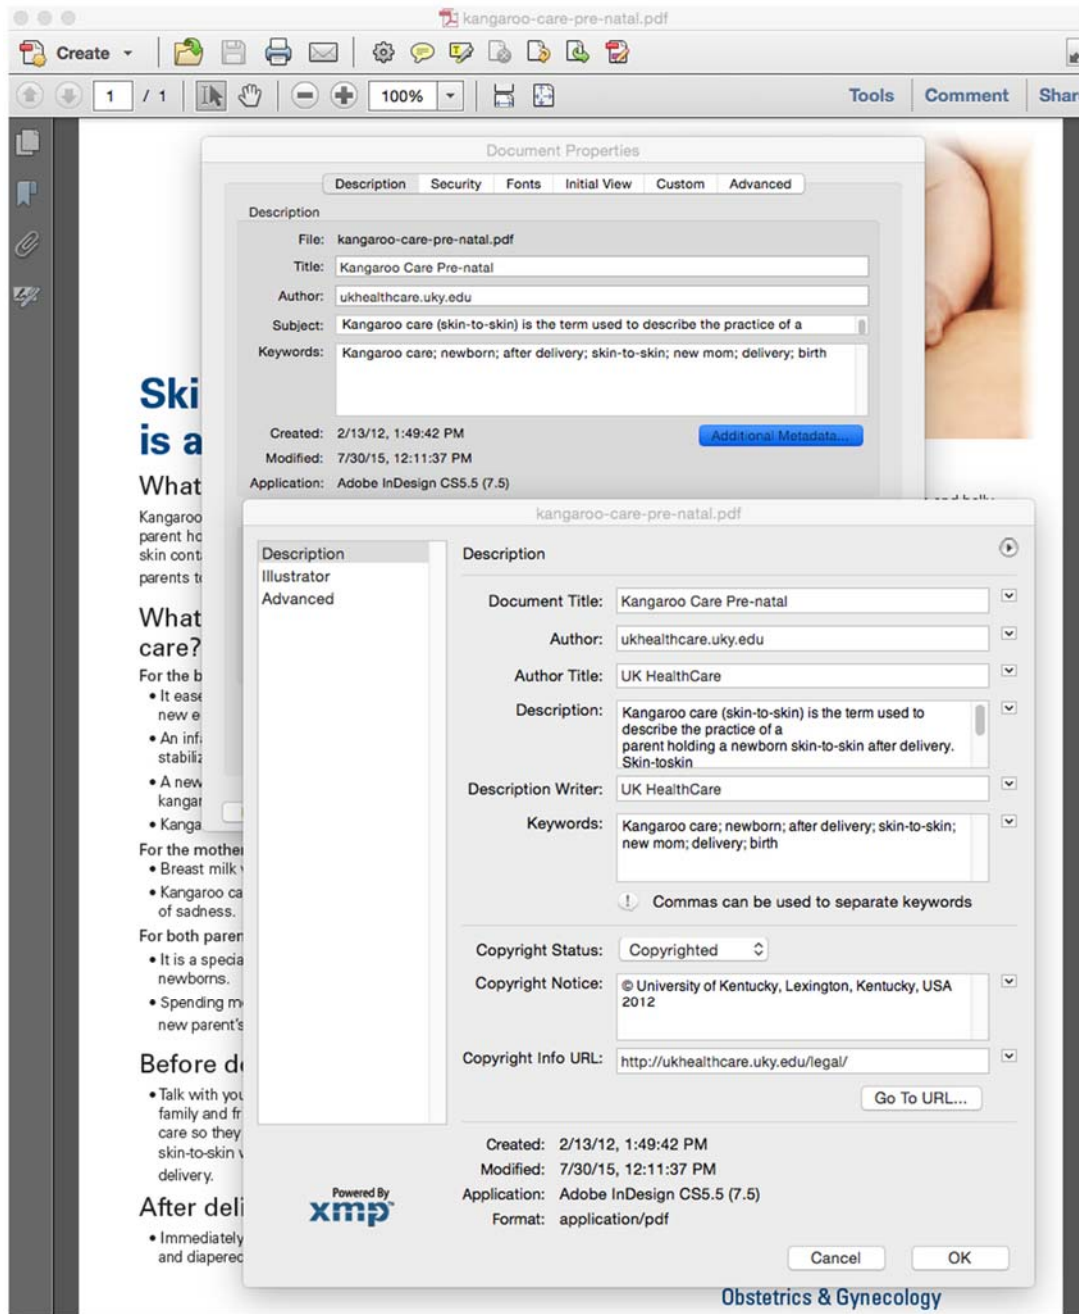 kangaroo-care-pre-natal.pdf
Create
1 / 1 100% Tools Comment Shar
Document Properties
Description Security Fonts Initial View Custom Advanced
Description
File: kangaroo-care-pre-natal.pdf
Title: Kangaroo Care Pre-natal
Author: ukhealthcare.uky.edu
Subject: Kangaroo care (skin-to-skin) is the term used to describe the practice of a
Keywords: Kangaroo care; newborn; after delivery; skin-to-skin; new mom; delivery; birth
Created: 2/13/12, 1:49:42 PM
Additional Metadata...
Modified: 7/30/15, 12:11:37 PM
Application: Adobe InDesign CS5.5 (7.5)
Ski
is a
What
Kangaroo
parent ho
skin cont
parents t
What
care?
For the b
• It ease
new e
• An inf
stabiliz
• A new
kangar
• Kanga
For the mothe
• Breast milk
• Kangaroo ca
of sadness.
For both paren
• It is a specia
newborns.
• Spending m
new parent's
Before de
• Talk with you
family and fr
care so they
skin-to-skin
delivery.
After deli
• Immediately
and diapered
kangaroo-care-pre-natal.pdf
Description
Illustrator
Advanced
Description
Document Title: Kangaroo Care Pre-natal
Author: ukhealthcare.uky.edu
Author Title: UK HealthCare
Description: Kangaroo care (skin-to-skin) is the term used to
describe the practice of a
parent holding a newborn skin-to-skin after delivery.
Skin-toskin
Description Writer: UK HealthCare
Keywords: Kangaroo care; newborn; after delivery; skin-to-skin;
new mom; delivery; birth
Commas can be used to separate keywords
Copyright Status: Copyrighted
Copyright Notice: © University of Kentucky, Lexington, Kentucky, USA
2012
Copyright Info URL: http://ukhealthcare.uky.edu/legal/
Go To URL...
Created: 2/13/12, 1:49:42 PM
Modified: 7/30/15, 12:11:37 PM
Application: Adobe InDesign CS5.5 (7.5)
Format: application/pdf
Powered By
xmp
Cancel OK
Obstetrics & Gynecology